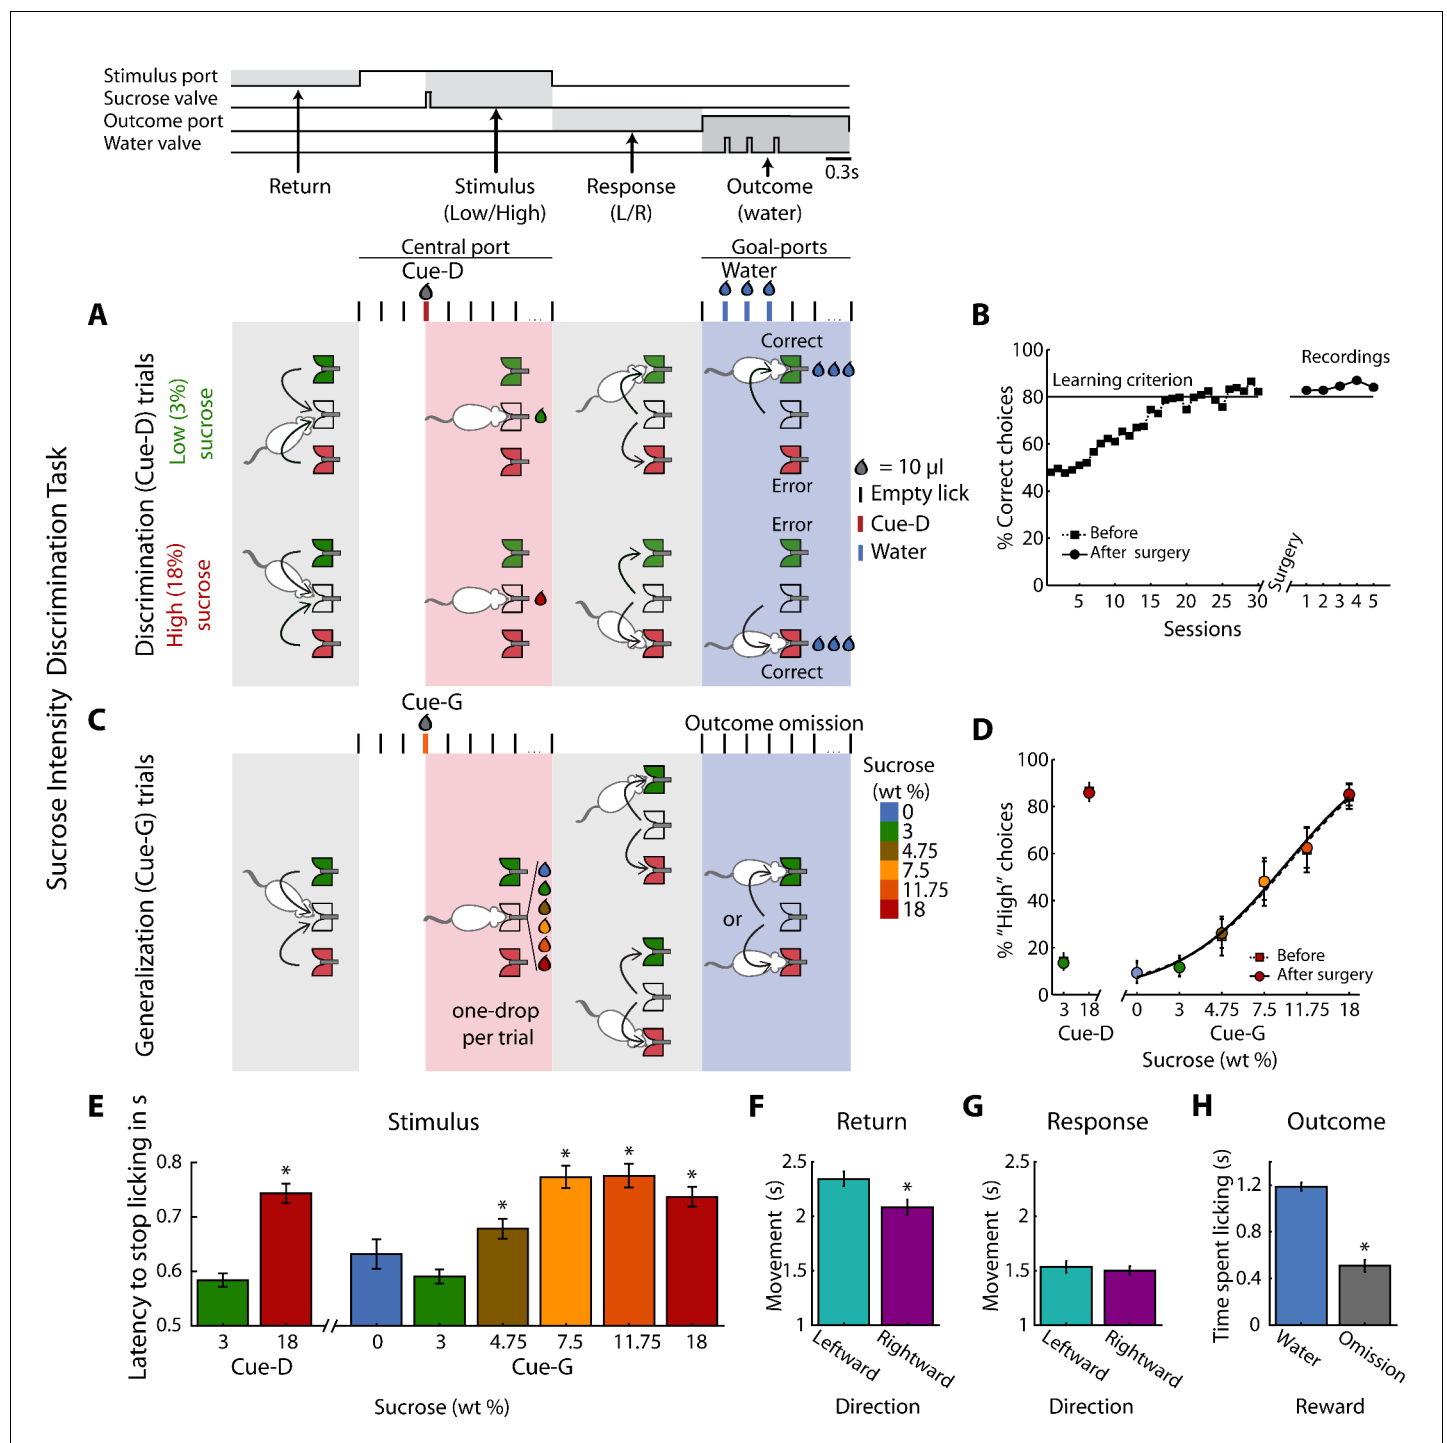 Stimulus port
Sucrose valve
Outcome port
Water valve
0.3s
Return
Stimulus
(Low/High)
Response
(L/R)
Outcome
(water)
Central port
Goal-ports
Cue-D
Water
A
Sucrose Intensity Discrimination Task
Discrimination (Cue-D) trials
Low (3%)
sucrose
High (18%)
sucrose
...
...
Correct
Error
Error
Correct
= 10 µl
Empty lick
Cue-D
Water
B
% Correct choices
100
80
60
40
20
0
Learning criterion
Recordings
Before
After surgery
Surgery
5 10 15 20 25 30
1 2 3 4 5
Sessions
C
Generalization (Cue-G) trials
Cue-G
Outcome omission
...
...
one-drop
per trial
or
Sucrose
(wt %)
0
3
4.75
7.5
11.75
18
D
% “High” choices
100
80
60
40
20
0
Before
After surgery
3 18
0 3 4.75 7.5 11.75 18
Cue-D
Cue-G
Sucrose (wt %)
E
Stimulus
Latency to stop licking in s
0.8
0.7
0.6
0.5
* * * * *
3 18 0 3 4.75 7.5 11.75 18
Cue-D
Cue-G
Sucrose (wt %)
F
Return
Movement (s)
2.5
2
1.5
1
*
Leftward
Rightward
Direction
G
Response
Movement (s)
2.5
2
1.5
1
Leftward
Rightward
Direction
H
Outcome
Time spent licking (s)
1.2
0.8
0.4
0
*
Water
Omission
Reward